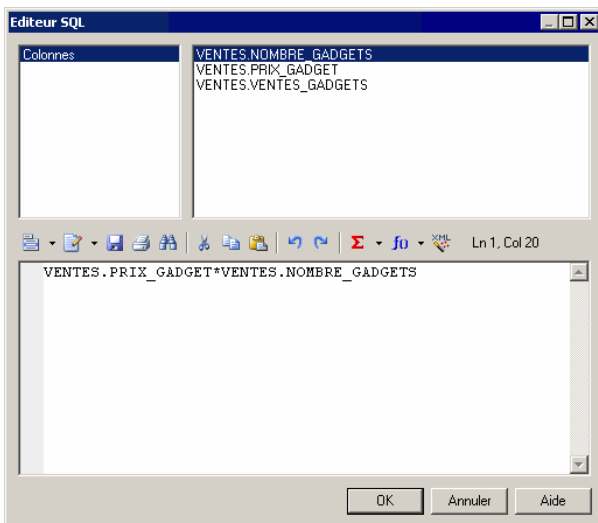 Editeur SQL
Colonnes
VENTES.NOMBRE_GADGETS
VENTES.PRIX_GADGET
VENTES.VENTES_GADGETS
Σ f() XML Ln 1, Col 20
VENTES.PRIX_GADGET*VENTES.NOMBRE_GADGETS
OK Annuler Aide